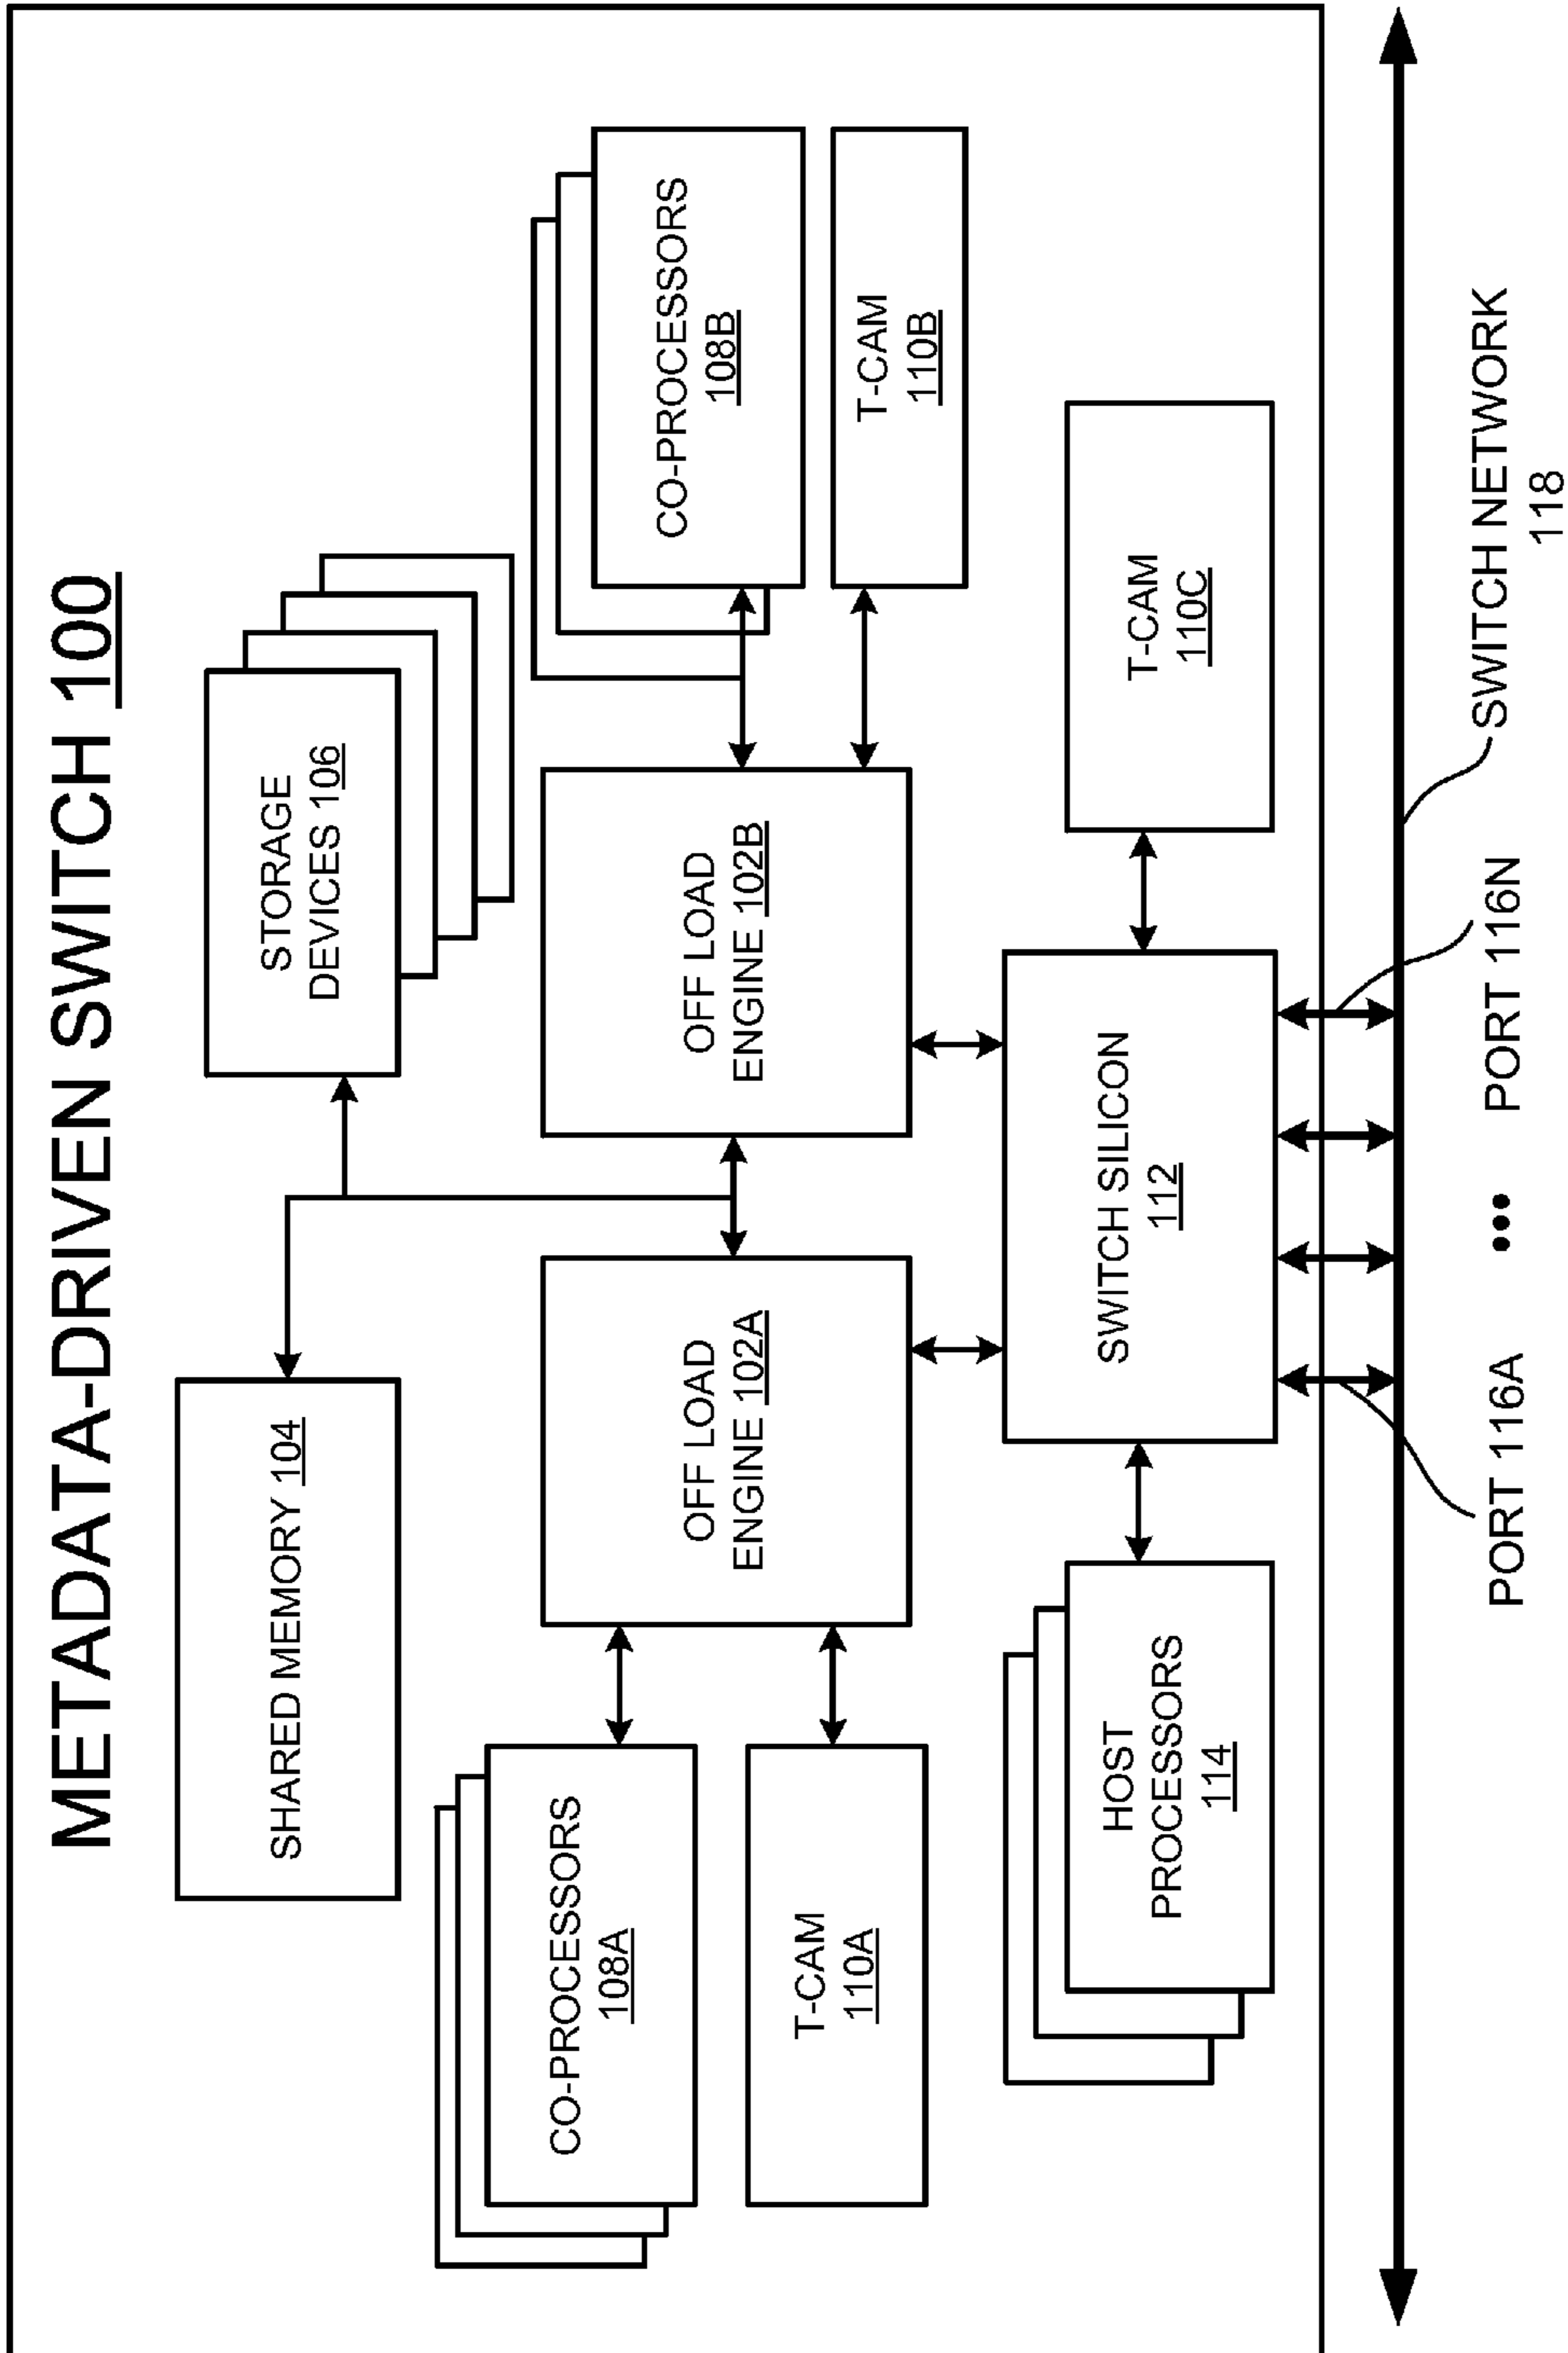 METADATA-DRIVEN SWITCH 100
SHARED MEMORY 104
STORAGE
DEVICES 106
CO-PROCESSORS
108A
OFF LOAD
ENGINE 102A
OFF LOAD
ENGINE 102B
CO-PROCESSORS
108B
T-CAM
110A
T-CAM
110B
HOST
PROCESSORS
114
SWITCH SILICON
112
T-CAM
110C
PORT 116A
•••
PORT 116N
SWITCH NETWORK
118